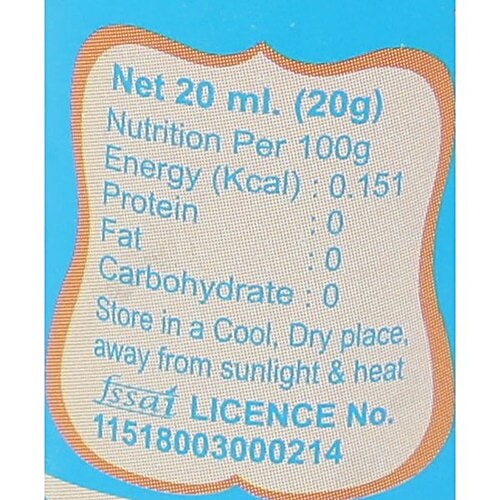 Net 20 ml. (20g)
Nutrition Per 100g
Energy (Kcal) : 0.151
Protein : 0
Fat : 0
Carbohydrate : 0
Store in a Cool, Dry place,
away from sunlight & heat
fssai LICENCE No.
11518003000214